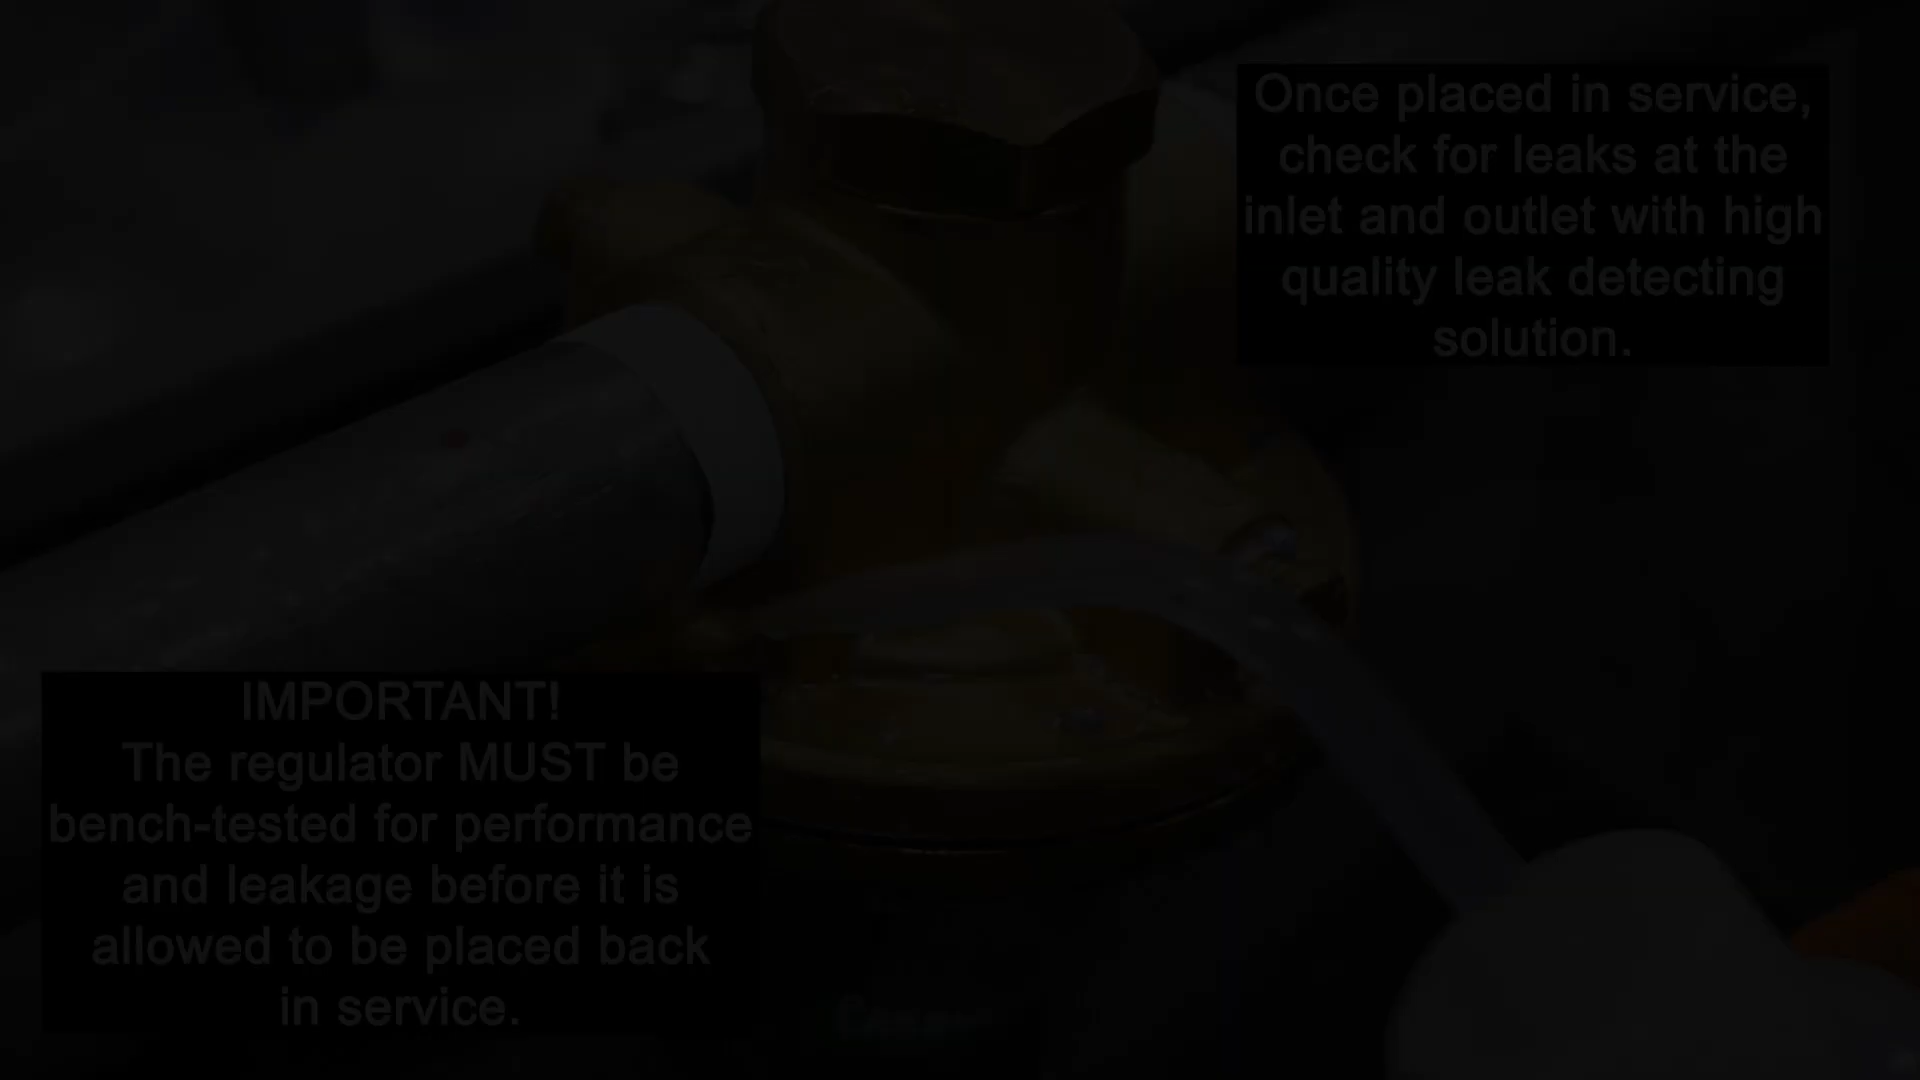 Once placed in service,
check for leaks at the
inlet and outlet with high
quality leak detecting
solution.
IMPORTANT!
The regulator MUST be
bench-tested for performance
and leakage before it is
allowed to be placed back
in service.